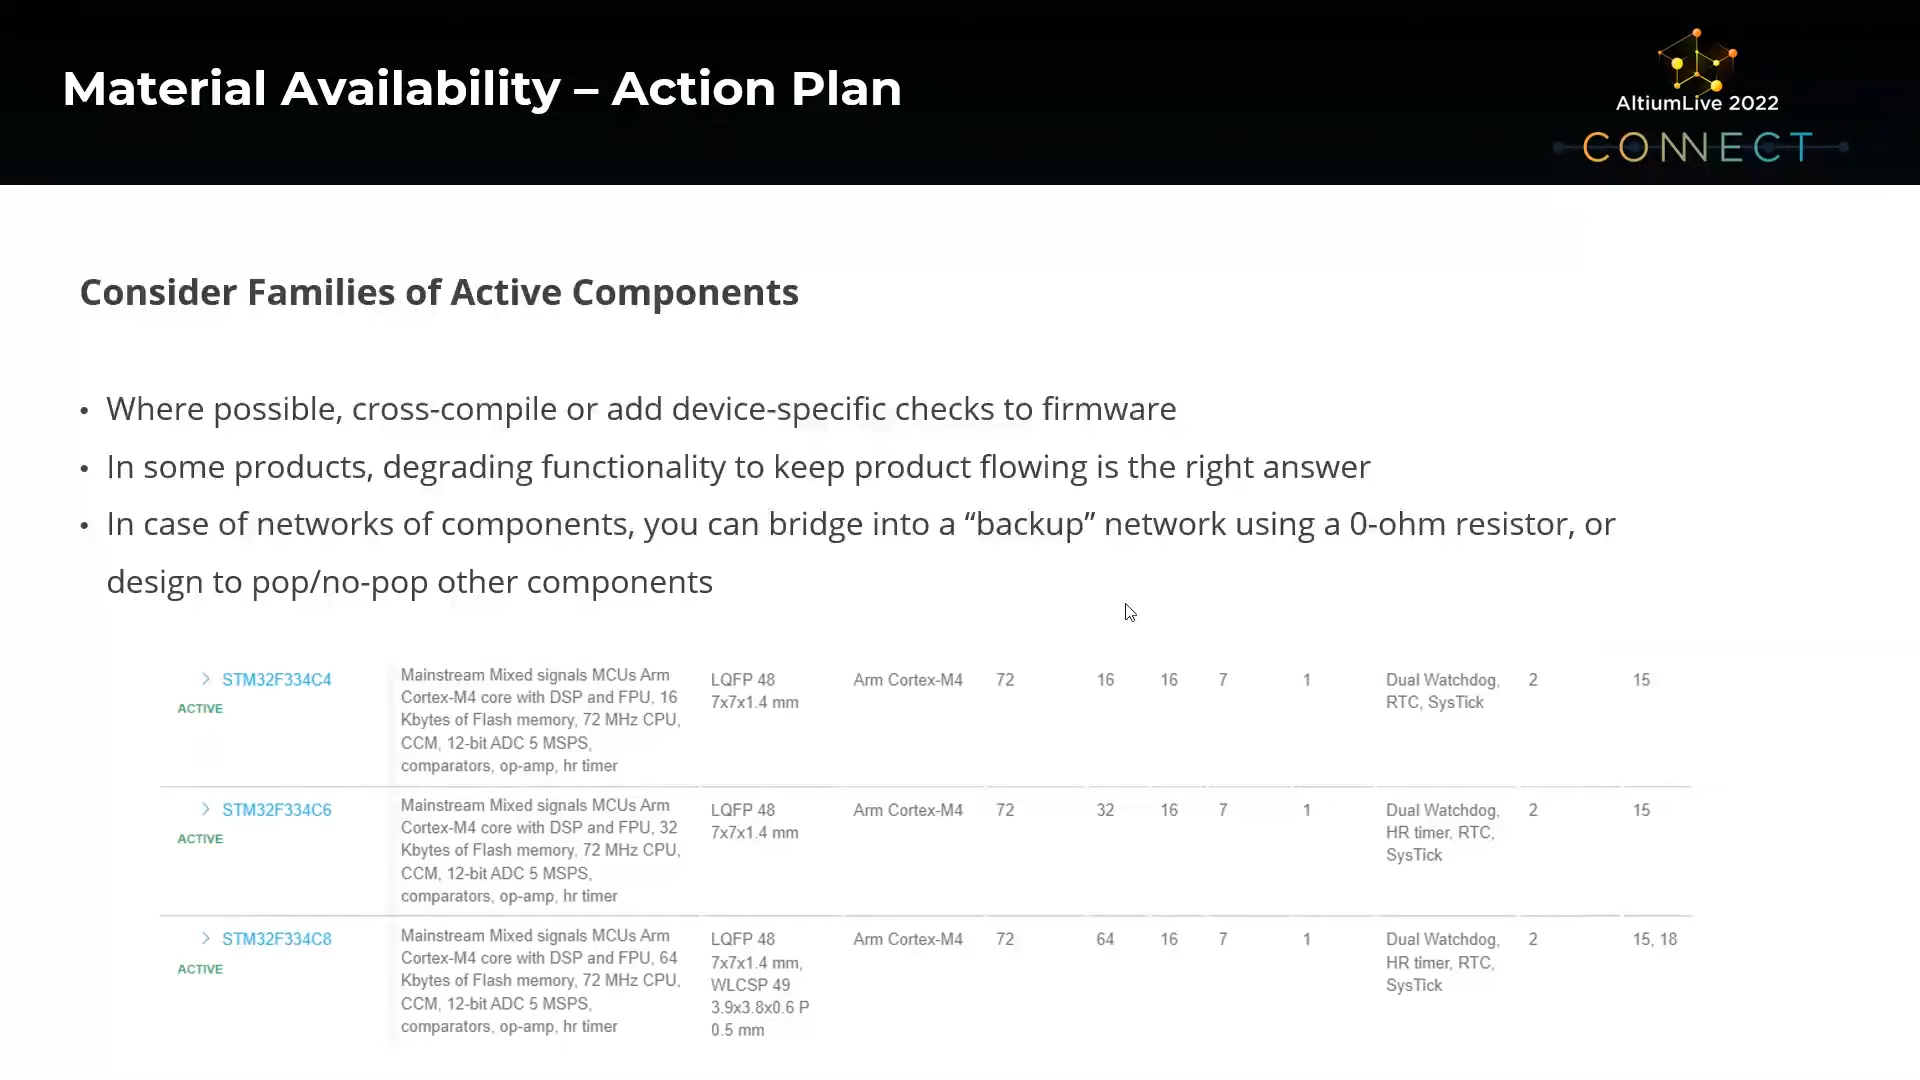 Material Availability – Action Plan
AltiumLive 2022
CONNECT
Consider Families of Active Components
• Where possible, cross-compile or add device-specific checks to firmware
• In some products, degrading functionality to keep product flowing is the right answer
• In case of networks of components, you can bridge into a “backup” network using a 0-ohm resistor, or
design to pop/no-pop other components
STM32F334C4
ACTIVE
Mainstream Mixed signals MCUs Arm
Cortex-M4 core with DSP and FPU, 16
Kbytes of Flash memory, 72 MHz CPU,
CCM, 12-bit ADC 5 MSPS,
comparators, op-amp, hr timer
LQFP 48
7x7x1.4 mm
Arm Cortex-M4
72
16
16
7
1
Dual Watchdog,
RTC, SysTick
2
15
STM32F334C6
ACTIVE
Mainstream Mixed signals MCUs Arm
Cortex-M4 core with DSP and FPU, 32
Kbytes of Flash memory, 72 MHz CPU,
CCM, 12-bit ADC 5 MSPS,
comparators, op-amp, hr timer
LQFP 48
7x7x1.4 mm
Arm Cortex-M4
72
32
16
7
1
Dual Watchdog,
HR timer, RTC,
SysTick
2
15
STM32F334C8
ACTIVE
Mainstream Mixed signals MCUs Arm
Cortex-M4 core with DSP and FPU, 64
Kbytes of Flash memory, 72 MHz CPU,
CCM, 12-bit ADC 5 MSPS,
comparators, op-amp, hr timer
LQFP 48
7x7x1.4 mm,
WLCSP 49
3.9x3.8x0.6 P
0.5 mm
Arm Cortex-M4
72
64
16
7
1
Dual Watchdog,
HR timer, RTC,
SysTick
2
15, 18